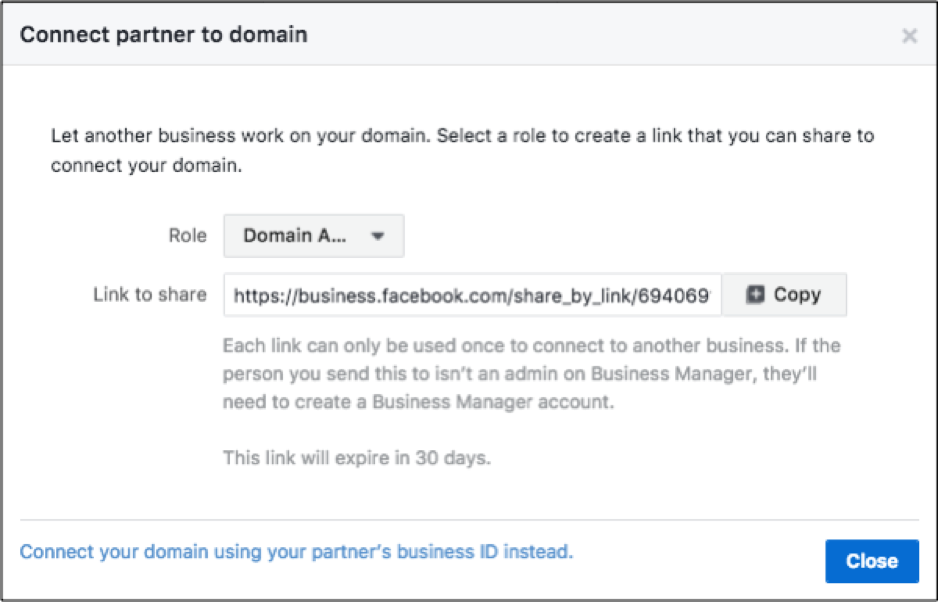 Connect partner to domain
Let another business work on your domain. Select a role to create a link that you can share to
connect your domain.
Role
Domain A...
Link to share
https://business.facebook.com/share_by_link/694069
Copy
Each link can only be used once to connect to another business. If the
person you send this to isn't an admin on Business Manager, they'll
need to create a Business Manager account.
This link will expire in 30 days.
Connect your domain using your partner's business ID instead.
Close